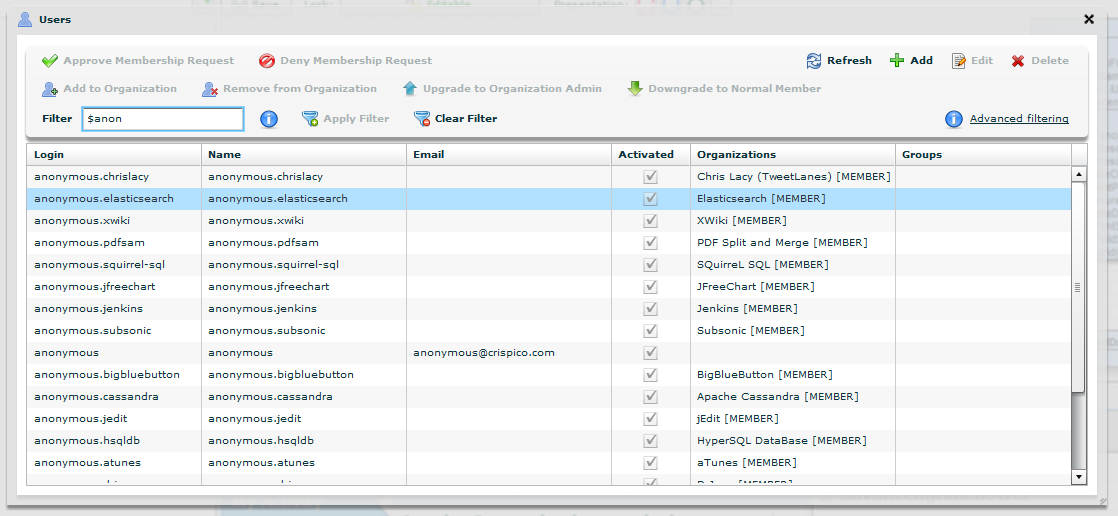 Users
Approve Membership Request Deny Membership Request Refresh Add Edit Delete
Add to Organization Remove from Organization Upgrade to Organization Admin Downgrade to Normal Member
Filter $anon Apply Filter Clear Filter Advanced filtering
Login Name Email Activated Organizations Groups
anonymous.chrislacy anonymous.chrislacy Chris Lacy (TweetLanes) [MEMBER]
anonymous.elasticsearch anonymous.elasticsearch Elasticsearch [MEMBER]
anonymous.xwiki anonymous.xwiki XWiki [MEMBER]
anonymous.pdfsam anonymous.pdfsam PDF Split and Merge [MEMBER]
anonymous.squirrel-sql anonymous.squirrel-sql SQuirreL SQL [MEMBER]
anonymous.jfreechart anonymous.jfreechart JFreeChart [MEMBER]
anonymous.jenkins anonymous.jenkins Jenkins [MEMBER]
anonymous.subsonic anonymous.subsonic Subsonic [MEMBER]
anonymous anonymous anonymous@crispico.com
anonymous.bigbluebutton anonymous.bigbluebutton BigBlueButton [MEMBER]
anonymous.cassandra anonymous.cassandra Apache Cassandra [MEMBER]
anonymous.jedit anonymous.jedit jEdit [MEMBER]
anonymous.hsqldb anonymous.hsqldb HyperSQL DataBase [MEMBER]
anonymous.atunes anonymous.atunes aTunes [MEMBER]